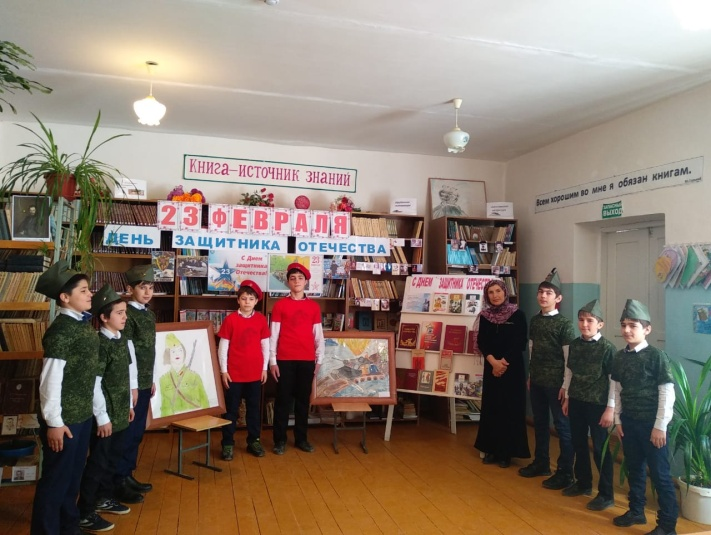 Книга-источник знаний
Всем хорошим во мне я обязан книгам.
ВЫХОД
23 ФЕВРАЛЯ
ДЕНЬ ЗАЩИТНИКА ОТЕЧЕСТВА
С Днем
защитника
Отечества!
23
С ДНЕМ ЗАЩИТНИКА ОТЕЧЕСТВА